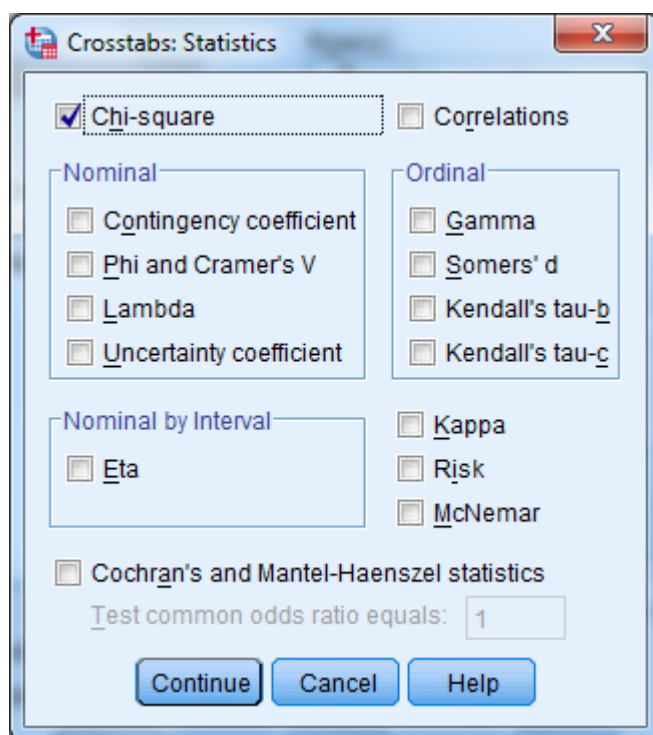 Crosstabs: Statistics
Chi-square
Correlations
Nominal
Contingency coefficient
Phi and Cramer's V
Lambda
Uncertainty coefficient
Ordinal
Gamma
Somers' d
Kendall's tau-b
Kendall's tau-c
Nominal by Interval
Eta
Kappa
Risk
McNemar
Cochran's and Mantel-Haenszel statistics
Test common odds ratio equals: 1
Continue Cancel Help